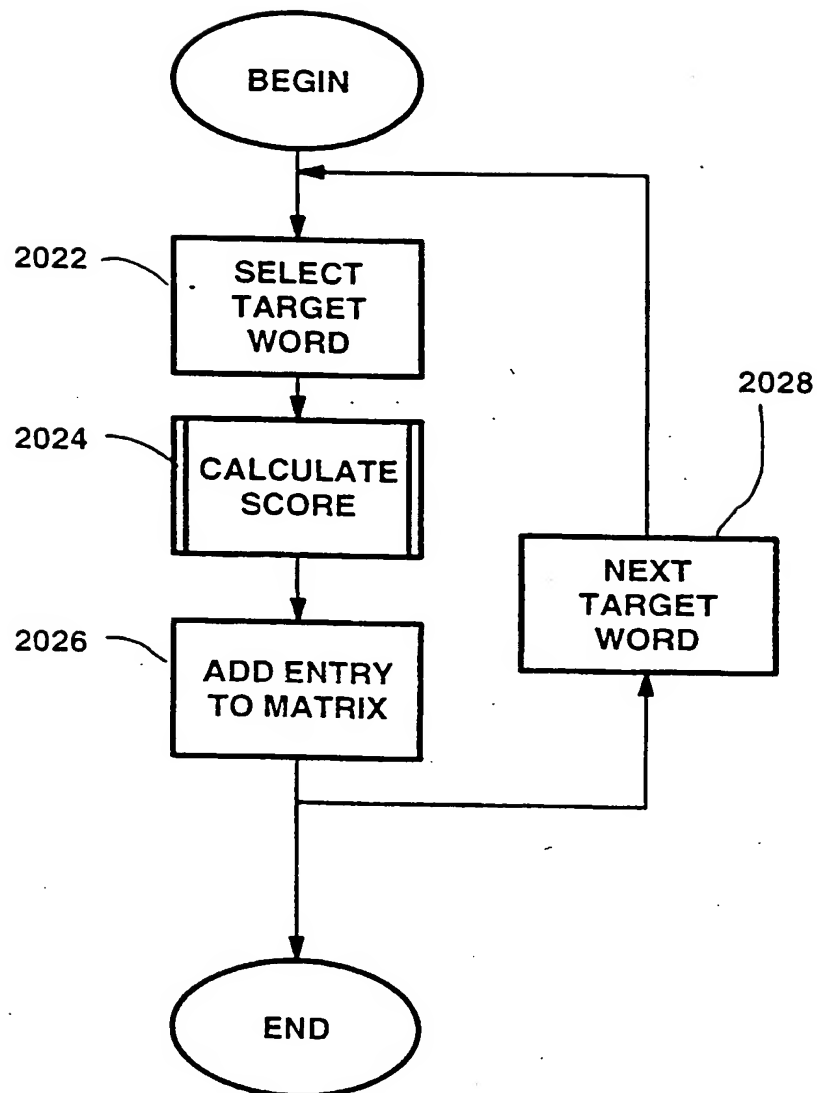 BEGIN
2022
SELECT
TARGET
WORD
2024
CALCULATE
SCORE
2026
ADD ENTRY
TO MATRIX
2028
NEXT
TARGET
WORD
END